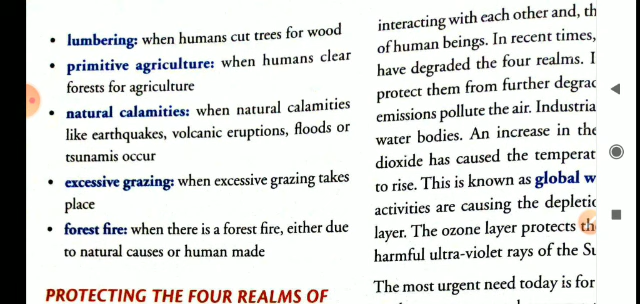 • lumbering: when humans cut trees for wood
• primitive agriculture: when humans clear
forests for agriculture
• natural calamities: when natural calamities
like earthquakes, volcanic eruptions, floods or
tsunamis occur
• excessive grazing: when excessive grazing takes
place
• forest fire: when there is a forest fire, either due
to natural causes or human made
PROTECTING THE FOUR REALMS OF
interacting with each other and, th
of human beings. In recent times,
have degraded the four realms. I
protect them from further degrac
emissions pollute the air. Industria
water bodies. An increase in the
dioxide has caused the temperat
to rise. This is known as global w
activities are causing the depletic
layer. The ozone layer protects th
harmful ultra-violet rays of the Su
The most urgent need today is for